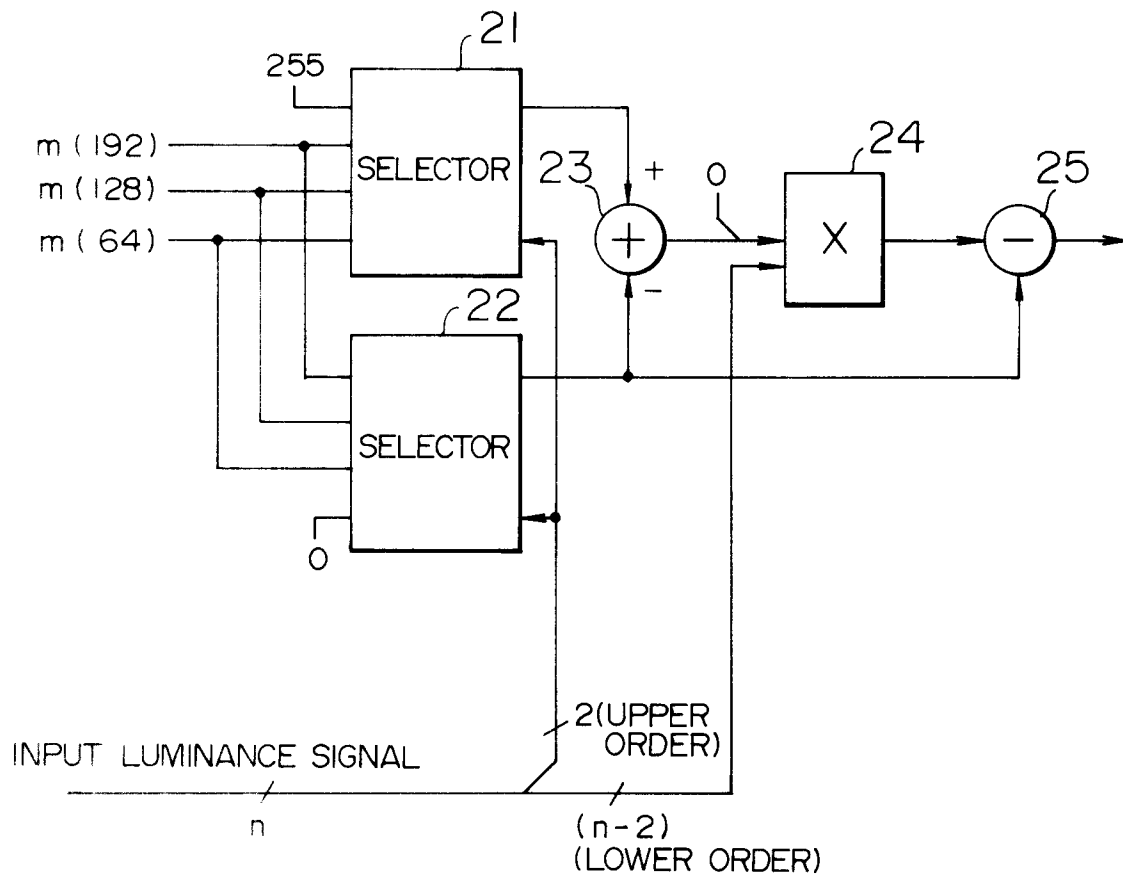 21
255
m (192)
m (128)
m (64)
SELECTOR
+
23
+
-
0
24
X
25
-
22
SELECTOR
0
2(UPPER
ORDER)
INPUT LUMINANCE SIGNAL
n
(n-2)
(LOWER ORDER)